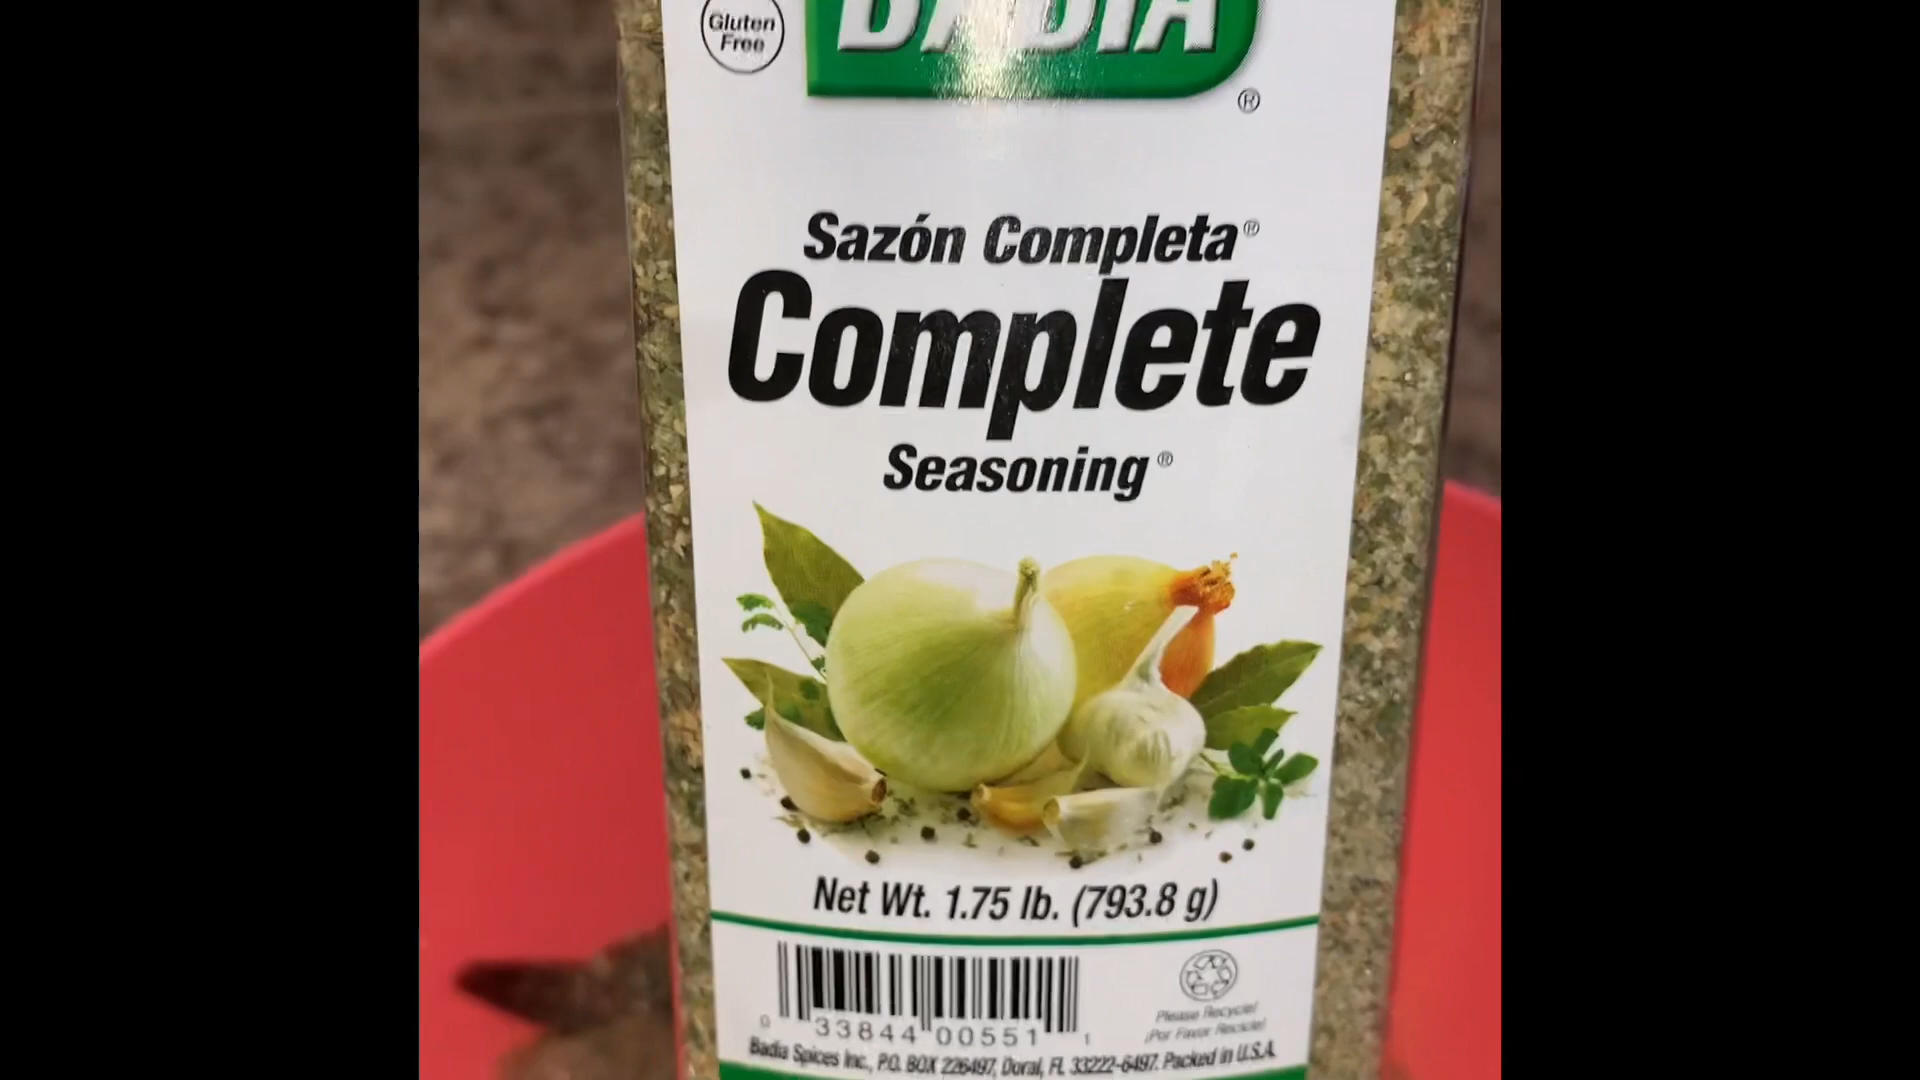 Gluten
Free
BADIA
®
Sazón Completa®
Complete
Seasoning®
Net Wt. 1.75 lb. (793.8 g)
0 33844 00551 1
Please Recycle!
¡Por Favor Recicle!
Badia Spices Inc., P.O. BOX 226497, Doral, FL 33222-6497. Packed in U.S.A.